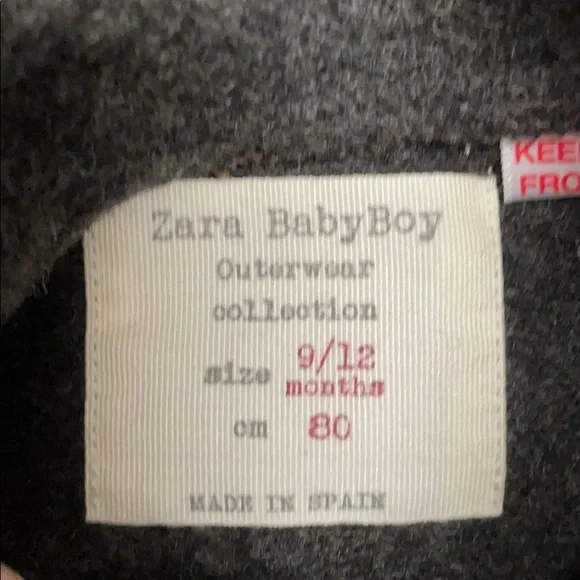 Zara BabyBoy
Outerwear
collection
size 9/12
months
cm 80
MADE IN SPAIN
KEE
FRO